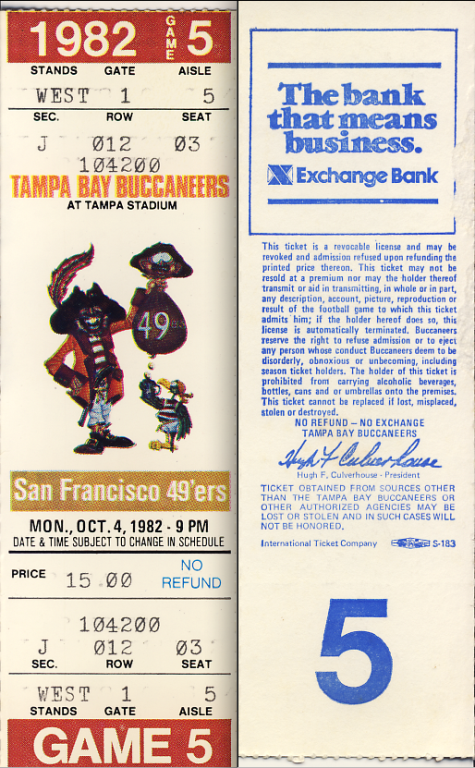 1982 GAME 5
STANDS GATE AISLE
WEST 1 5
SEC. ROW SEAT
J 012 03
104200
TAMPA BAY BUCCANEERS
AT TAMPA STADIUM
49
San Francisco 49'ers
MON., OCT. 4, 1982 - 9 PM
DATE & TIME SUBJECT TO CHANGE IN SCHEDULE
PRICE 15.00 NO
REFUND
104200
J 012 03
SEC. ROW SEAT
WEST 1 5
STANDS GATE AISLE
GAME 5
The bank
that means
business.
Exchange Bank
This ticket is a revocable license and may be
revoked and admission refused upon refunding the
printed price thereon. This ticket may not be
resold at a premium nor may the holder thereof
transmit or aid in transmitting, in whole or in part,
any description, account, picture, reproduction or
result of the football game to which this ticket
admits him; if the holder hereof does so, this
license is automatically terminated. Buccaneers
reserve the right to refuse admission or to eject
any person whose conduct Buccaneers deem to be
disorderly, obnoxious or unbecoming, including
season ticket holders. The holder of this ticket is
prohibited from carrying alcoholic beverages,
bottles, cans or umbrellas onto the premises.
This ticket cannot be replaced if lost, misplaced,
stolen or destroyed.
NO REFUND – NO EXCHANGE
TAMPA BAY BUCCANEERS
Hugh F Culverhouse
Hugh F. Culverhouse - President
TICKET OBTAINED FROM SOURCES OTHER
THAN THE TAMPA BAY BUCCANEERS OR
OTHER AUTHORIZED AGENCIES MAY BE
LOST OR STOLEN AND IN SUCH CASES WILL
NOT BE HONORED.
International Ticket Company S-183
5